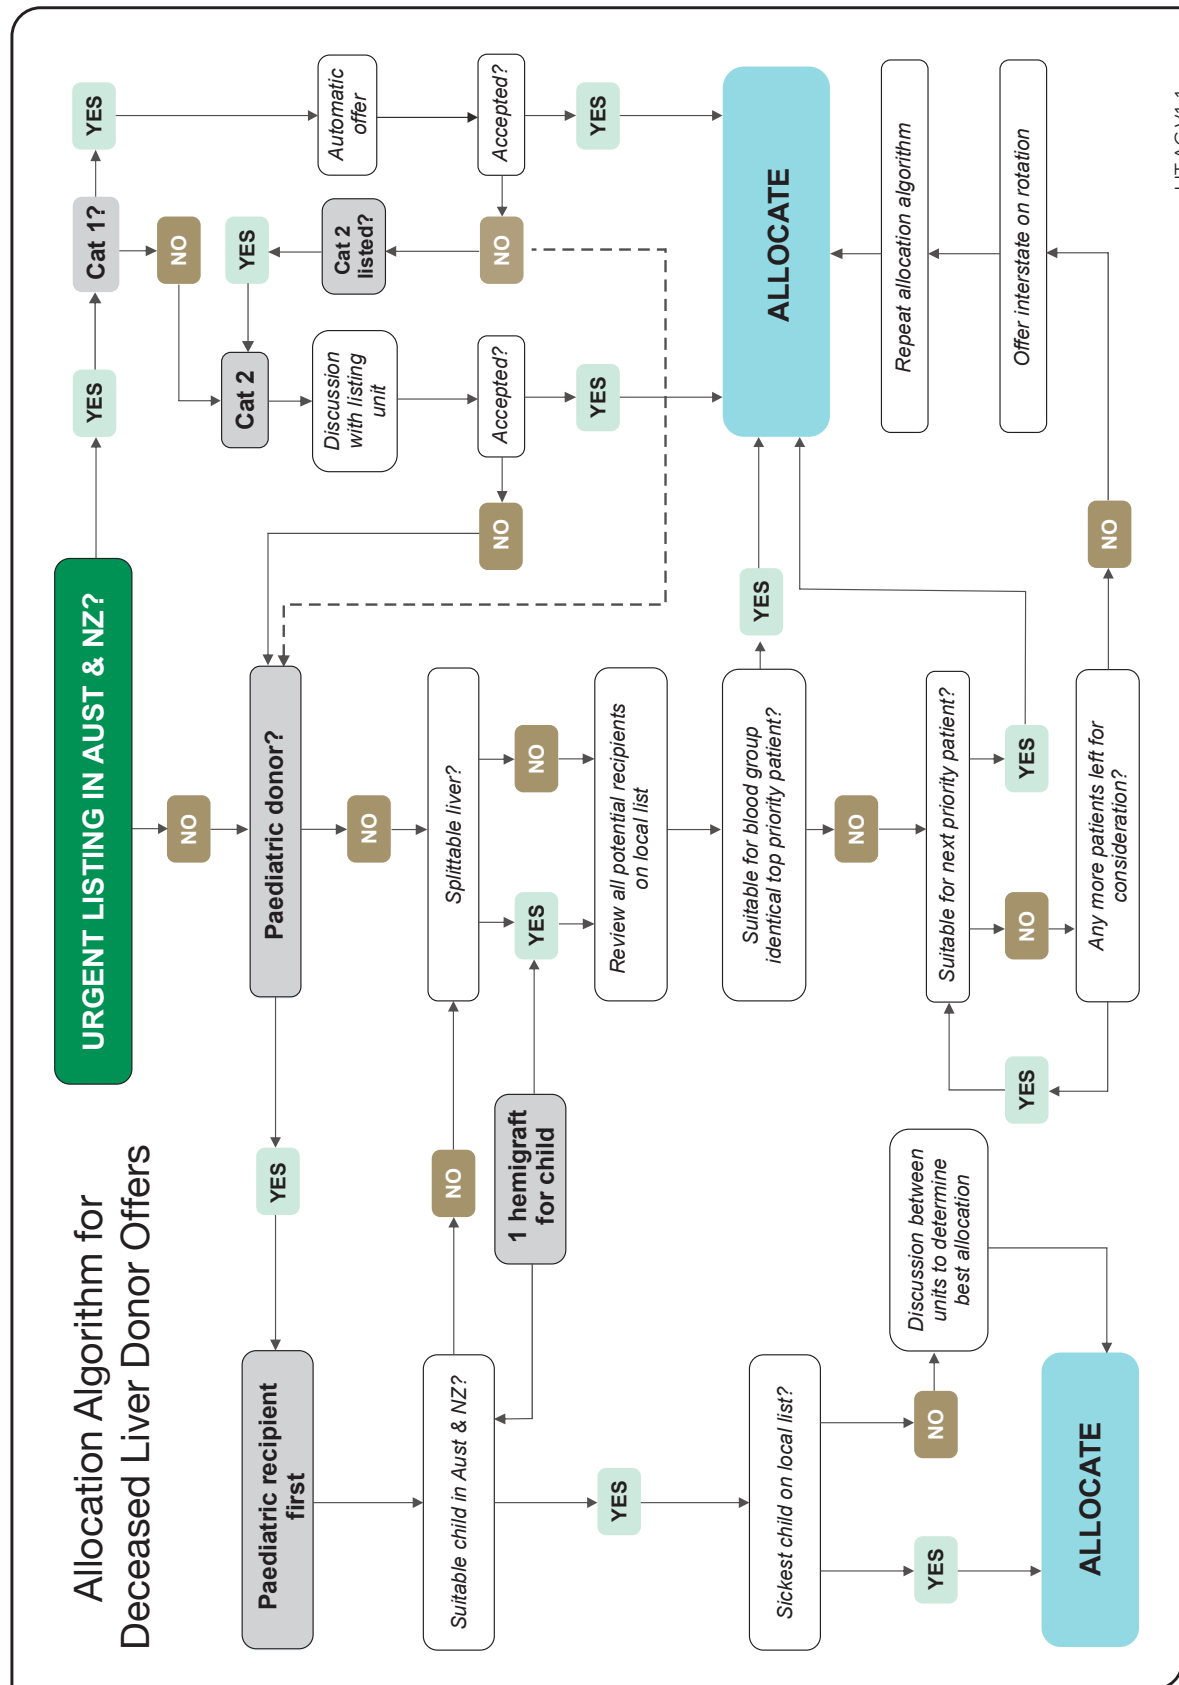 Allocation Algorithm for
Deceased Liver Donor Offers
URGENT LISTING IN AUST & NZ?
YES
Cat 1?
YES
NO
NO
Automatic
offer
Accepted?
YES
NO
Cat 2
listed?
YES
Cat 2
Discussion
with listing
unit
Accepted?
YES
NO
ALLOCATE
Paediatric donor?
YES
NO
Paediatric recipient
first
Suitable child in Aust & NZ?
NO
YES
1 hemigraft
for child
Splittable liver?
YES
NO
Review all potential recipients
on local list
Sickest child on local list?
YES
NO
Discussion between
units to determine
best allocation
ALLOCATE
Suitable for blood group
identical top priority patient?
YES
NO
Suitable for next priority patient?
NO
YES
Any more patients left for
consideration?
YES
NO
Offer interstate on rotation
Repeat allocation algorithm